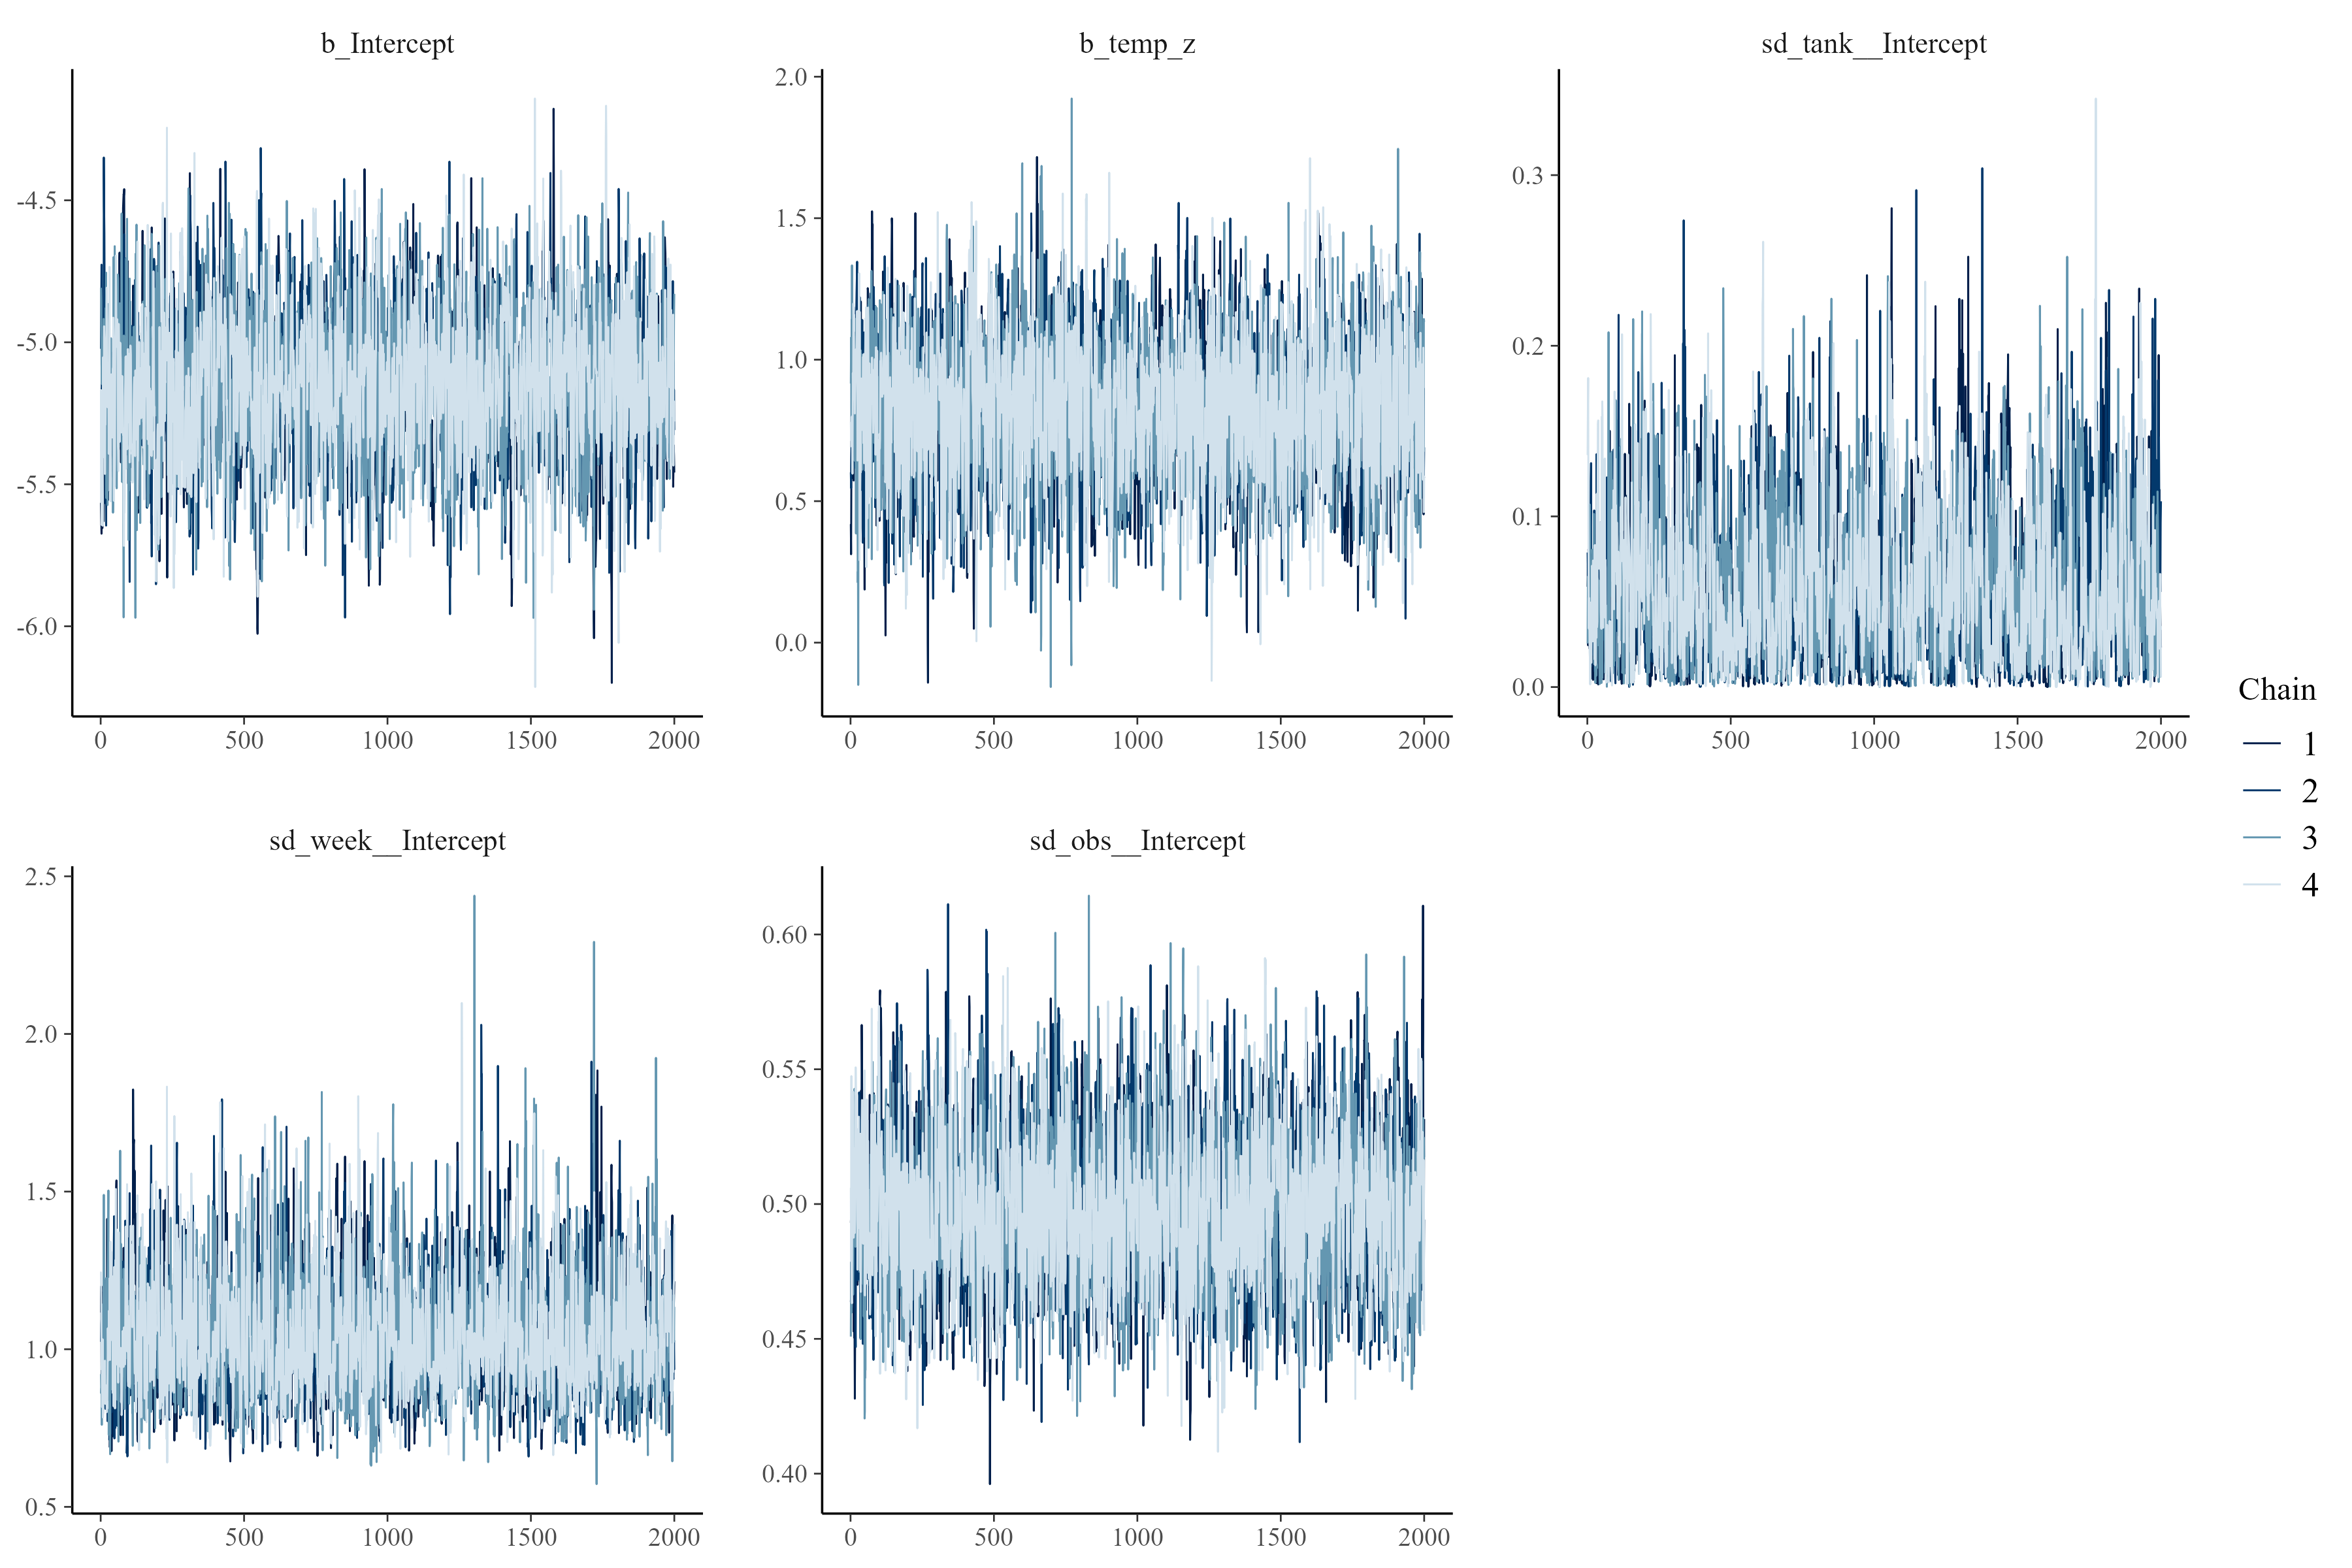 b_Intercept
-4.5
-5.0
-5.5
-6.0
0 500 1000 1500 2000
b_temp_z
2.0
1.5
1.0
0.5
0.0
0 500 1000 1500 2000
sd_tank__Intercept
0.3
0.2
0.1
0.0
0 500 1000 1500 2000
sd_week__Intercept
2.5
2.0
1.5
1.0
0.5
0 500 1000 1500 2000
sd_obs__Intercept
0.60
0.55
0.50
0.45
0.40
0 500 1000 1500 2000
Chain
1
2
3
4